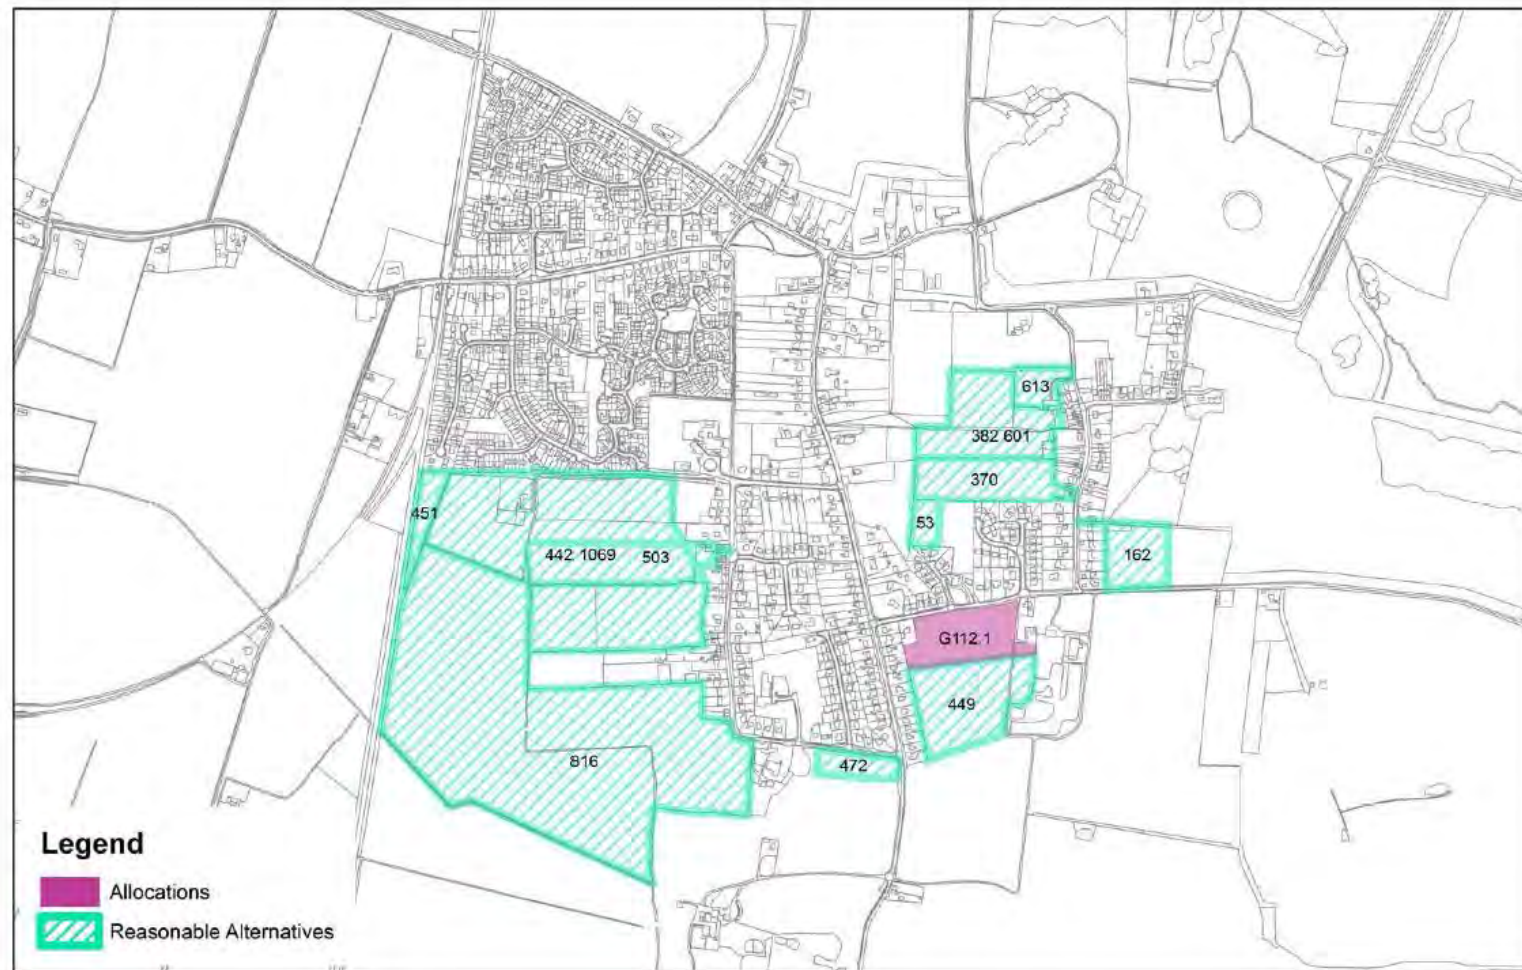 613
382 601
370
451
53
442 1069 503
162
G112.1
449
816
472
Legend
Allocations
Reasonable Alternatives